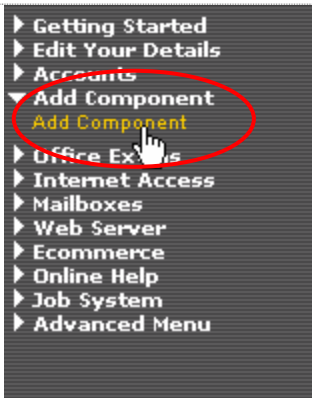 Getting Started
Edit Your Details
Accounts
Add Component
Add Component
Office Extras
Internet Access
Mailboxes
Web Server
Ecommerce
Online Help
Job System
Advanced Menu